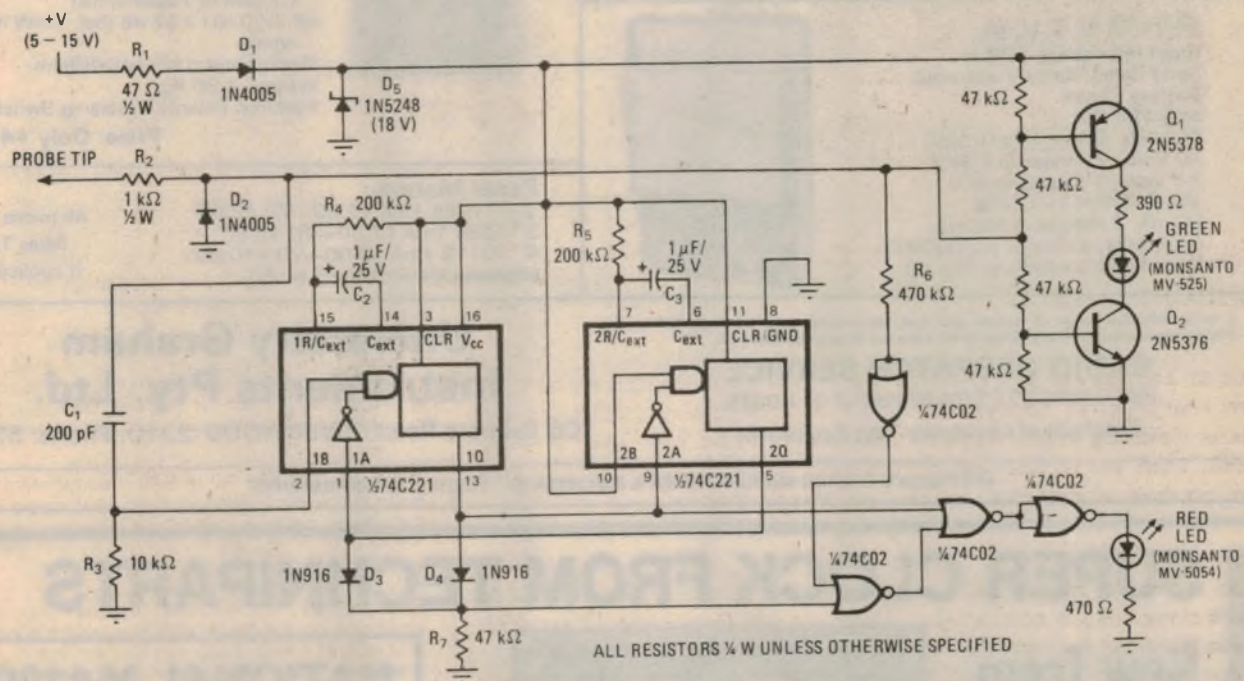 +V
(5 – 15 V)
R1
47 Ω
½ W
D1
1N4005
D5
1N5248
(18 V)
PROBE TIP
R2
1 kΩ
½ W
D2
1N4005
R4 200 kΩ
1 µF/
25 V
+
C2
15 14 3 16
1R/Cext Cext CLR Vcc
1B 1A 1Q
2 1 13
½74C221
C1
200 pF
R3 10 kΩ
1N916 D3
D4 1N916
R7 47 kΩ
R5
200 kΩ
1 µF/
25 V
+
C3
7 6 11 8
2R/Cext Cext CLR GND
2B 2A 2Q
10 9 5
½74C221
R6
470 kΩ
¼74C02
47 kΩ
47 kΩ
47 kΩ
47 kΩ
Q1
2N5378
390 Ω
GREEN
LED
(MONSANTO
MV-525)
Q2
2N5376
¼74C02
¼74C02
¼74C02
RED
LED
(MONSANTO
MV-5054)
470 Ω
ALL RESISTORS ¼ W UNLESS OTHERWISE SPECIFIED